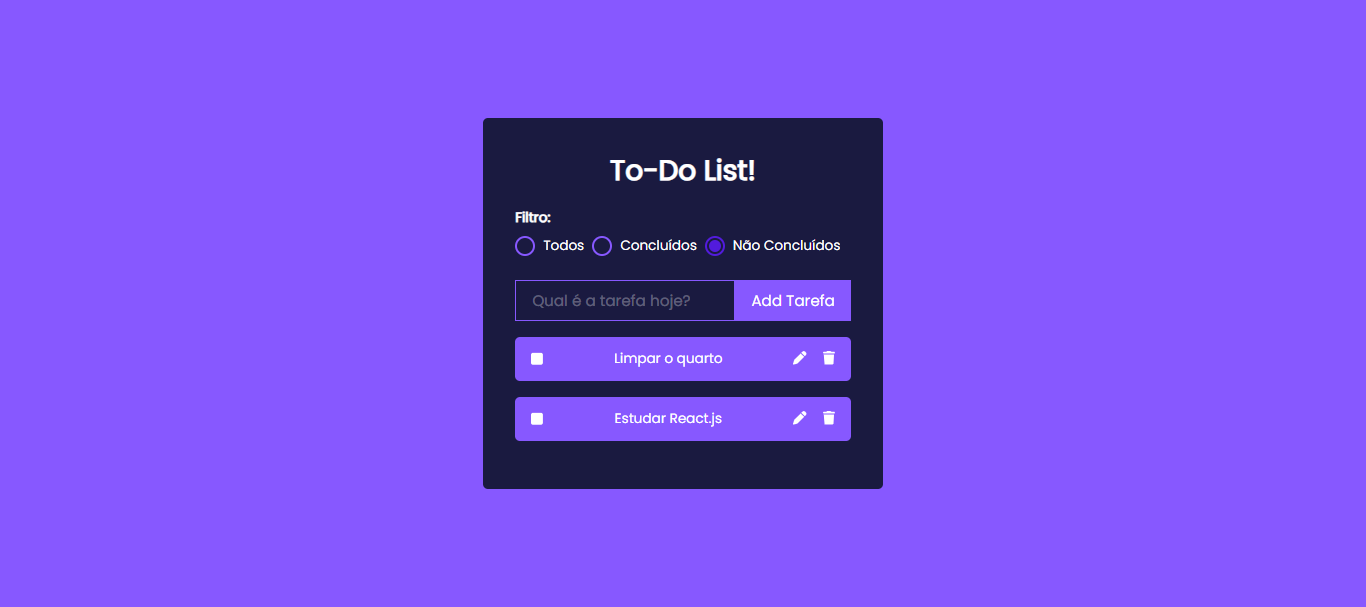 To-Do List!
Filtro:
Todos Concluídos Não Concluídos
Qual é a tarefa hoje? Add Tarefa
Limpar o quarto
Estudar React.js